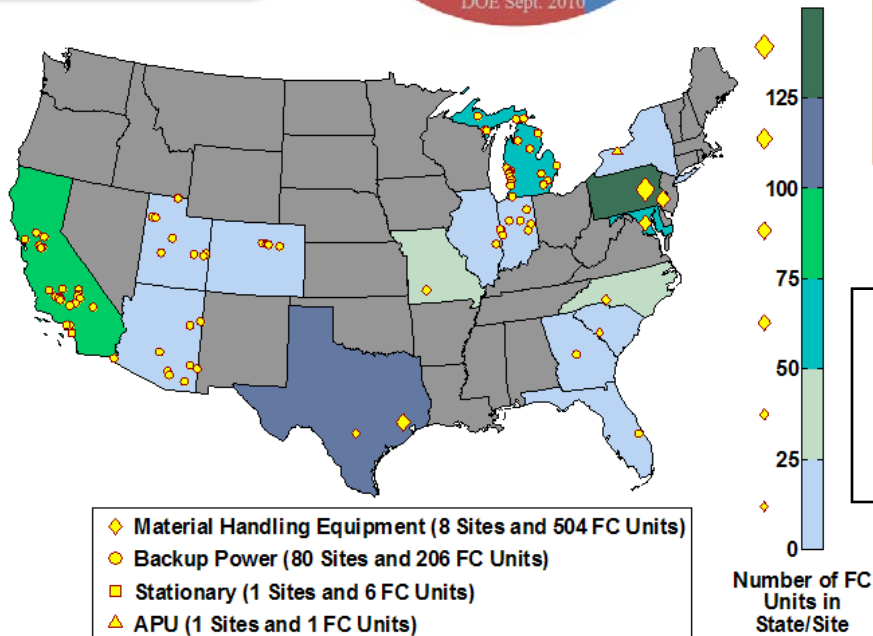 DOE Sept. 2010
125
100
75
50
25
0
Number of FC
Units in
State/Site
Material Handling Equipment (8 Sites and 504 FC Units)
Backup Power (80 Sites and 206 FC Units)
Stationary (1 Sites and 6 FC Units)
APU (1 Sites and 1 FC Units)